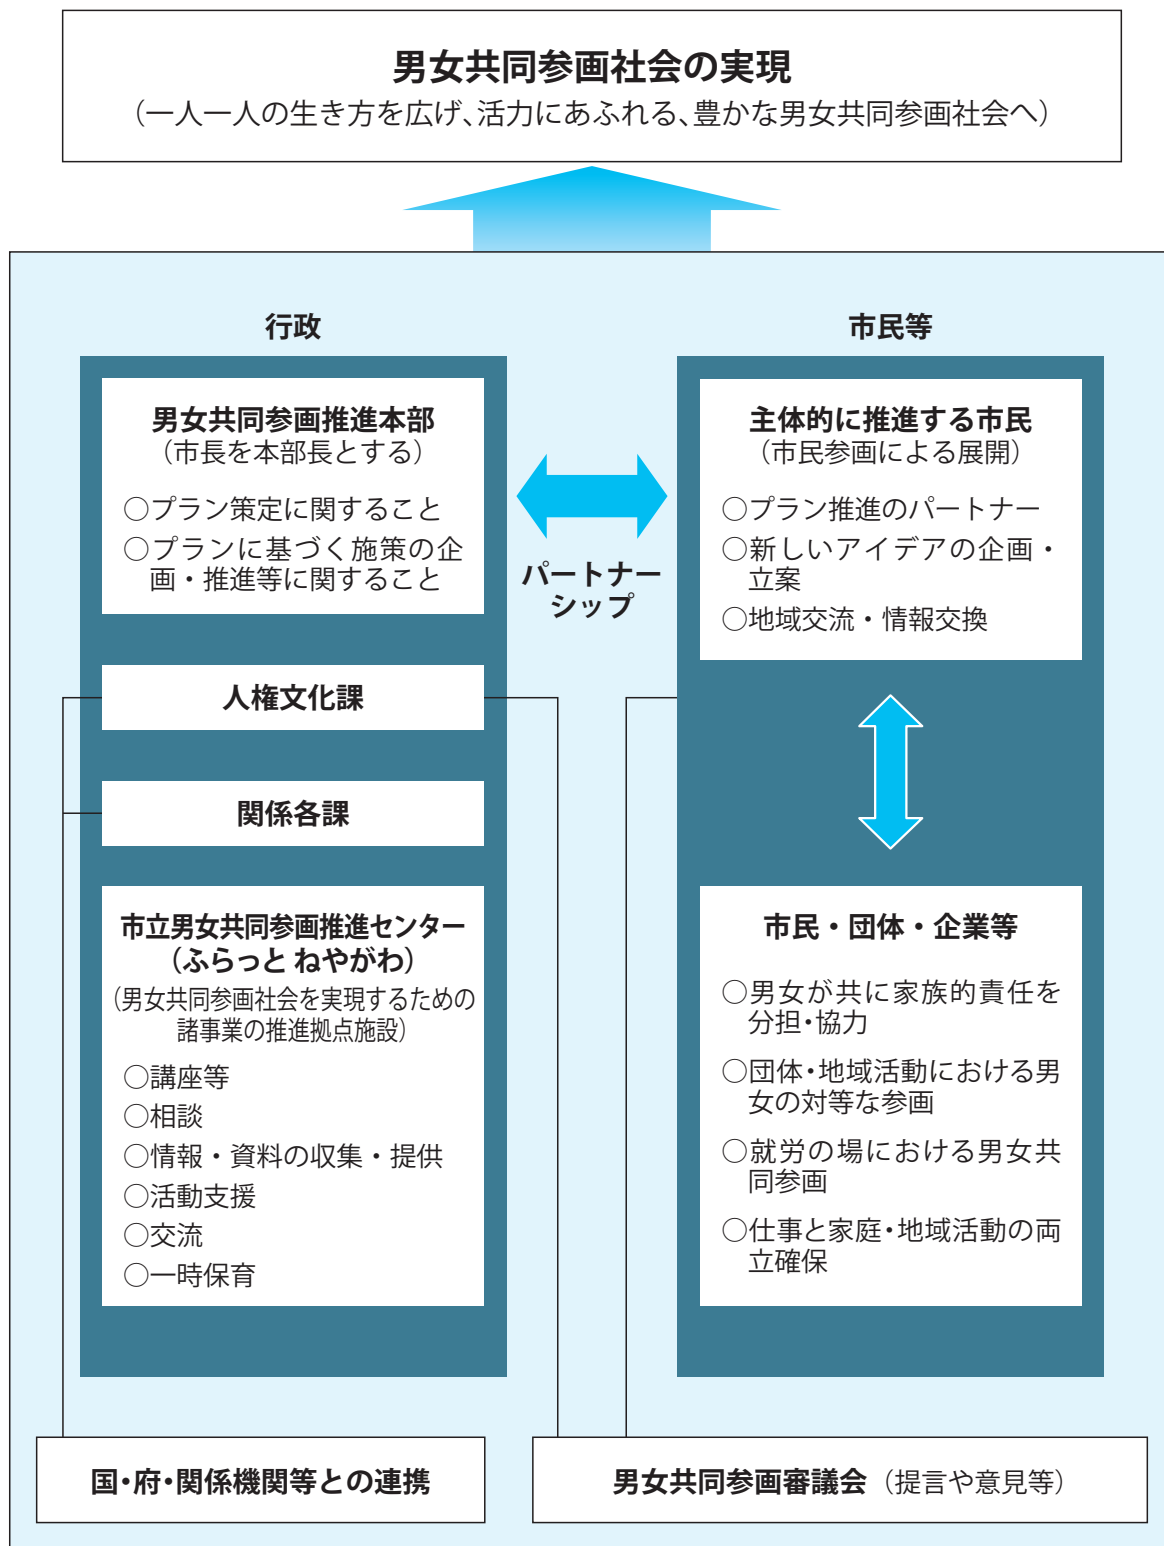 男女共同参画社会の実現
（一人一人の生き方を広げ、活力にあふれる、豊かな男女共同参画社会へ）
行政
男女共同参画推進本部
（市長を本部長とする）
○プラン策定に関すること
○プランに基づく施策の企
画・推進等に関すること
人権文化課
関係各課
市立男女共同参画推進センター
（ふらっと ねやがわ）
（男女共同参画社会を実現するための
諸事業の推進拠点施設）
○講座等
○相談
○情報・資料の収集・提供
○活動支援
○交流
○一時保育
パートナー
シップ
市民等
主体的に推進する市民
（市民参画による展開）
○プラン推進のパートナー
○新しいアイデアの企画・
立案
○地域交流・情報交換
市民・団体・企業等
○男女が共に家族的責任を
分担・協力
○団体・地域活動における男
女の対等な参画
○就労の場における男女共
同参画
○仕事と家庭・地域活動の両
立確保
国・府・関係機関等との連携
男女共同参画審議会（提言や意見等）